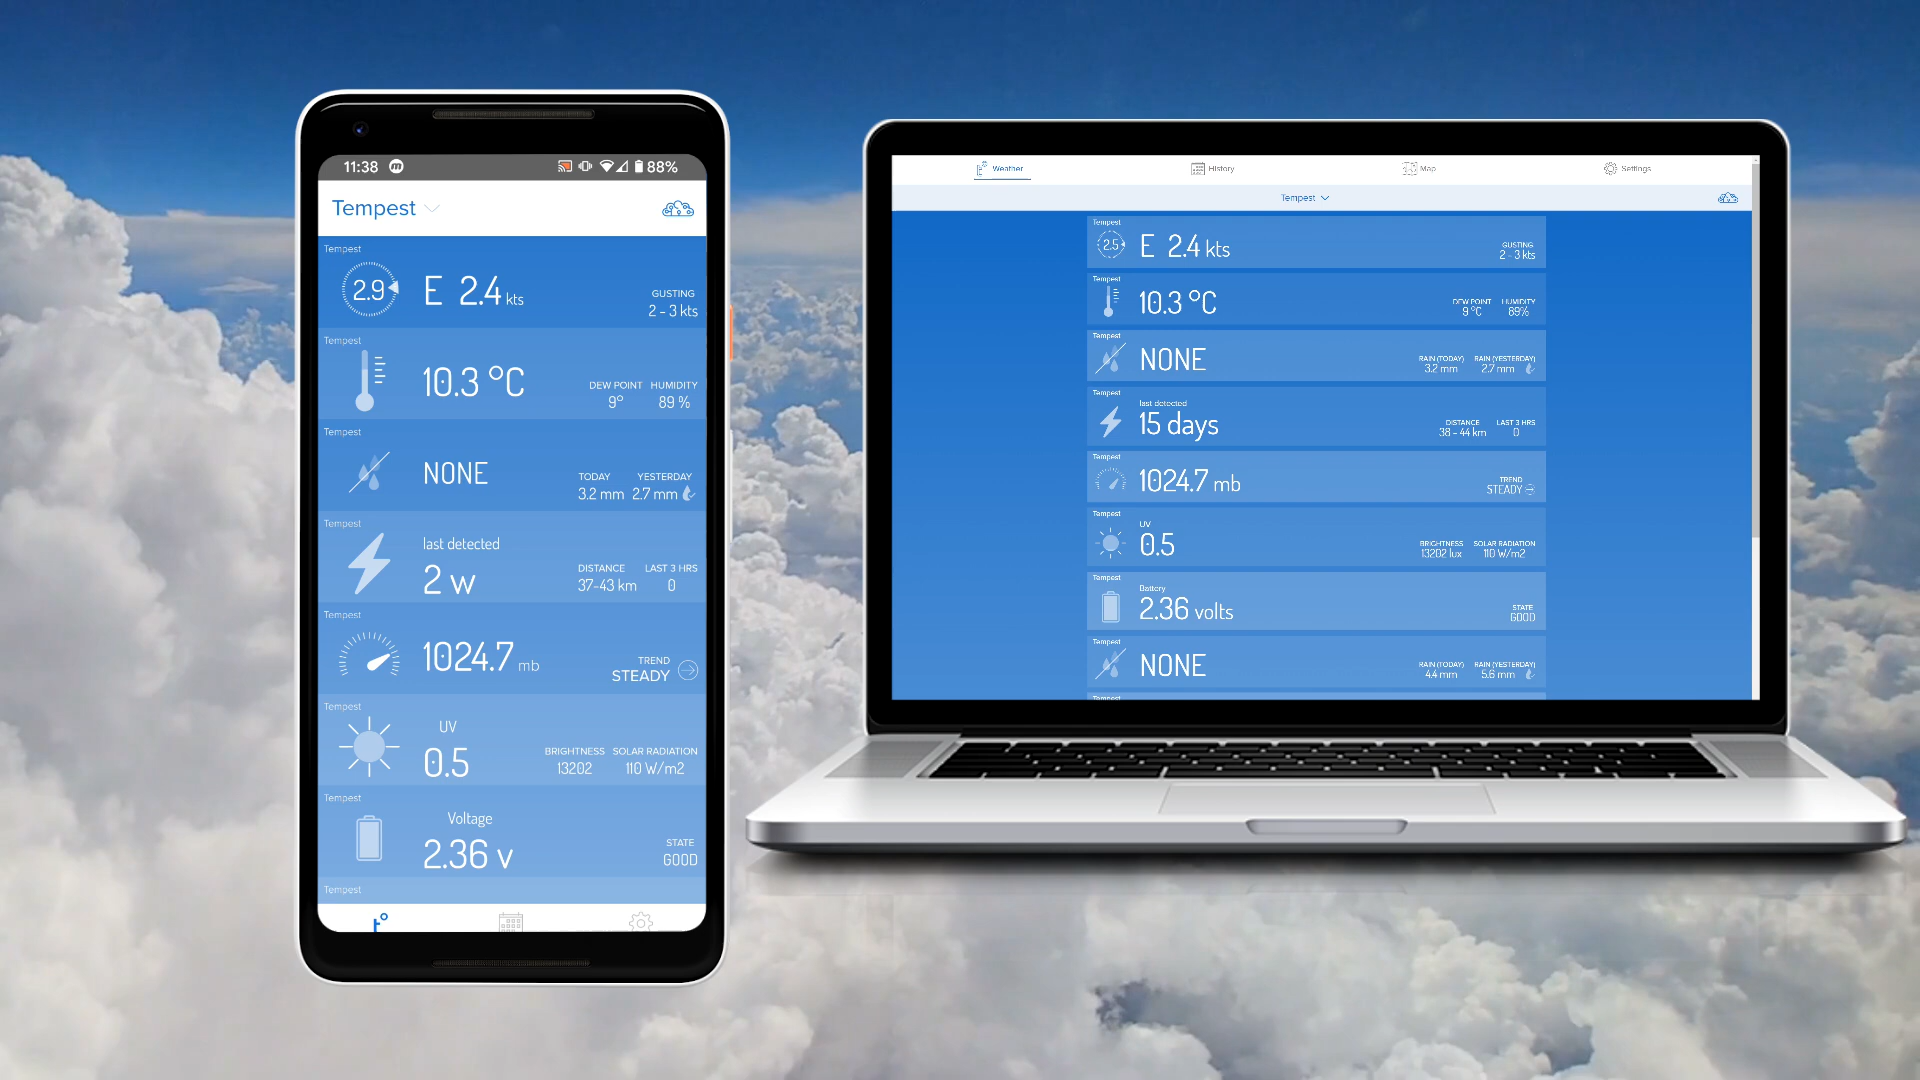 11:38
88%
Tempest
Tempest
2.9
E 2.4 kts
GUSTING
2 - 3 kts
Tempest
10.3 °C
DEW POINT HUMIDITY
9° 89 %
Tempest
NONE
TODAY YESTERDAY
3.2 mm 2.7 mm
Tempest
last detected
2 w
DISTANCE LAST 3 HRS
37-43 km 0
Tempest
1024.7 mb
TREND
STEADY
Tempest
UV
0.5
BRIGHTNESS SOLAR RADIATION
13202 110 W/m2
Tempest
Voltage
2.36 v
STATE
GOOD
Tempest
t°
Weather History Map Settings
Tempest
Tempest
2.5
E 2.4 kts
GUSTING
2 - 3 kts
Tempest
10.3 °C
DEW POINT HUMIDITY
9 °C 89%
Tempest
NONE
RAIN (TODAY) RAIN (YESTERDAY)
3.2 mm 2.7 mm
Tempest
last detected
15 days
DISTANCE LAST 3 HRS
38 - 44 km 0
Tempest
1024.7 mb
TREND
STEADY
Tempest
UV
0.5
BRIGHTNESS SOLAR RADIATION
13202 lux 110 W/m2
Tempest
Battery
2.36 volts
STATE
GOOD
Tempest
NONE
RAIN (TODAY) RAIN (YESTERDAY)
4.4 mm 5.6 mm
Tempest